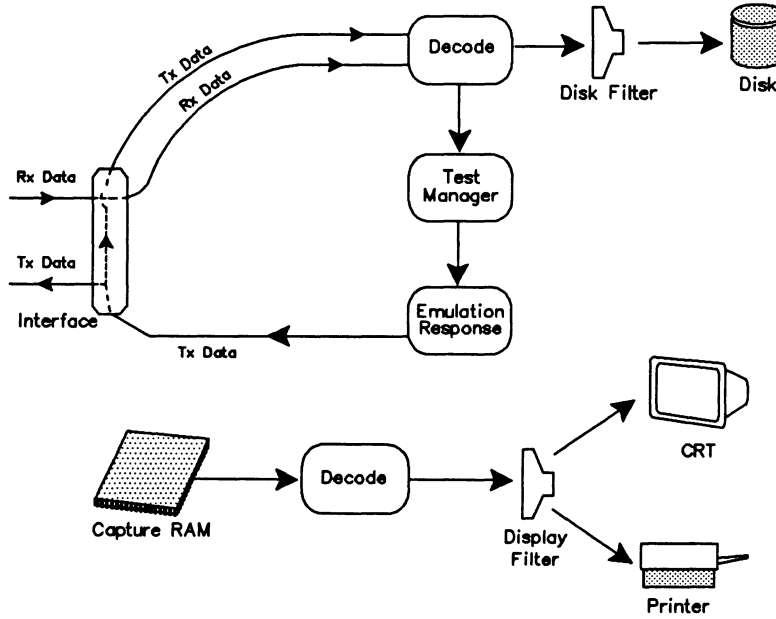 Tx Data
Rx Data
Decode
Disk Filter
Disk
Rx Data
Test
Manager
Tx Data
Interface
Emulation
Response
Tx Data
CRT
Decode
Capture RAM
Display
Filter
Printer